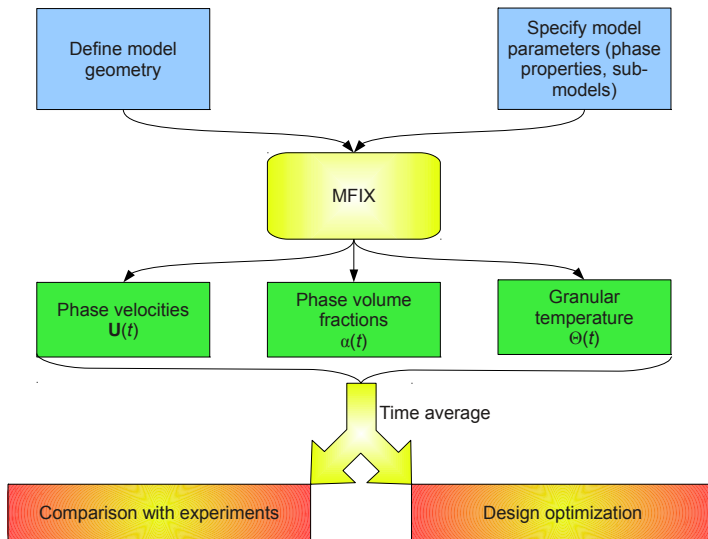 Define model
geometry
Specify model
parameters (phase
properties, sub-
models)
MFIX
Phase velocities
U(t)
Phase volume
fractions
α(t)
Granular
temperature
Θ(t)
Time average
Comparison with experiments
Design optimization